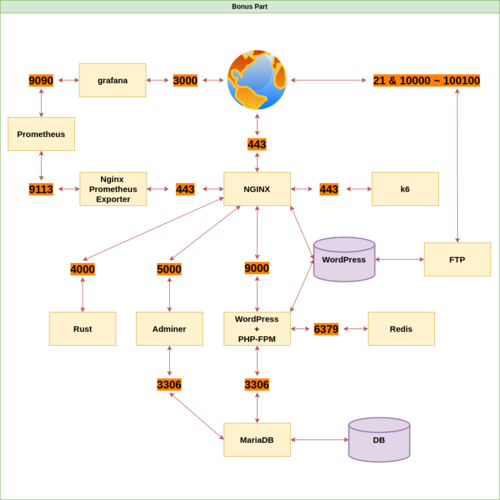 Bonus Part
9090
grafana
3000
21 & 10000 ~ 100100
Prometheus
443
9113
Nginx
Prometheus
Exporter
443
NGINX
443
k6
WordPress
FTP
4000
5000
9000
Rust
Adminer
WordPress
+
PHP-FPM
6379
Redis
3306
3306
MariaDB
DB